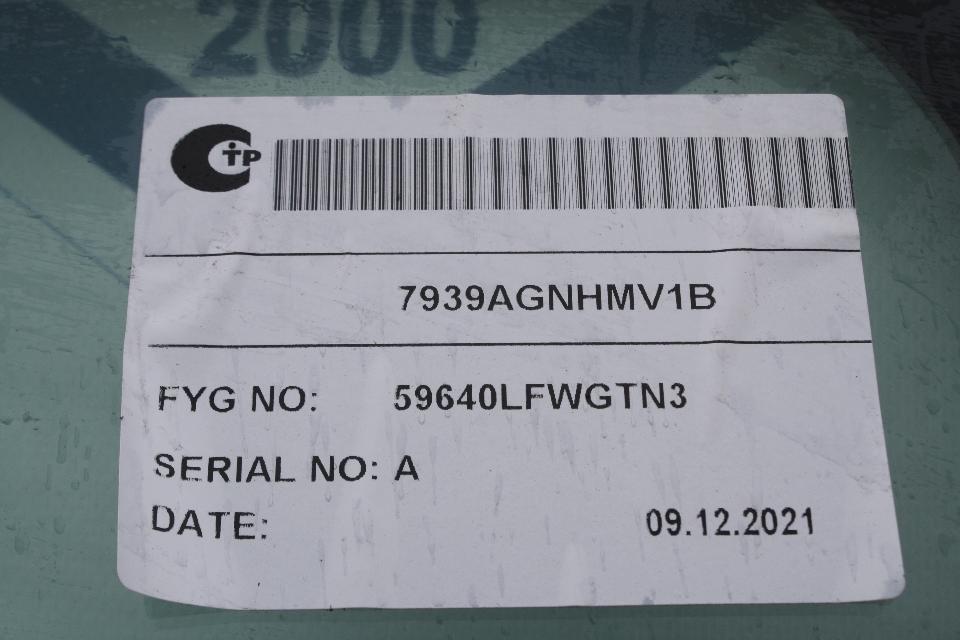 2000
TP
7939AGNHMV1B
FYG NO: 59640LFWGTN3
SERIAL NO: A
DATE: 09.12.2021